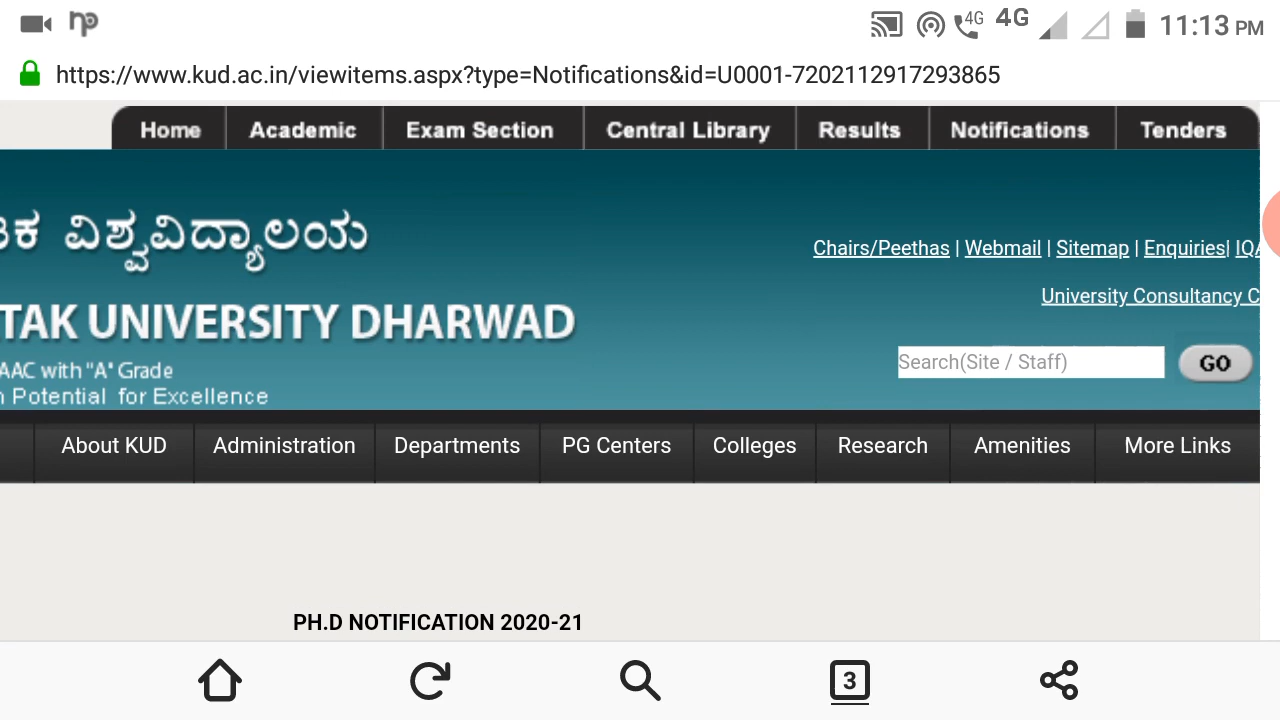 4G 4G 11:13 PM
https://www.kud.ac.in/viewitems.aspx?type=Notifications&id=U0001-7202112917293865
Home Academic Exam Section Central Library Results Notifications Tenders
ವಿಶ್ವವಿದ್ಯಾಲಯ
Chairs/Peethas | Webmail | Sitemap | Enquiries|
TAK UNIVERSITY DHARWAD
University Consultancy C
AAC with "A" Grade
Search(Site / Staff) GO
n Potential for Excellence
About KUD Administration Departments PG Centers Colleges Research Amenities More Links
PH.D NOTIFICATION 2020-21
3